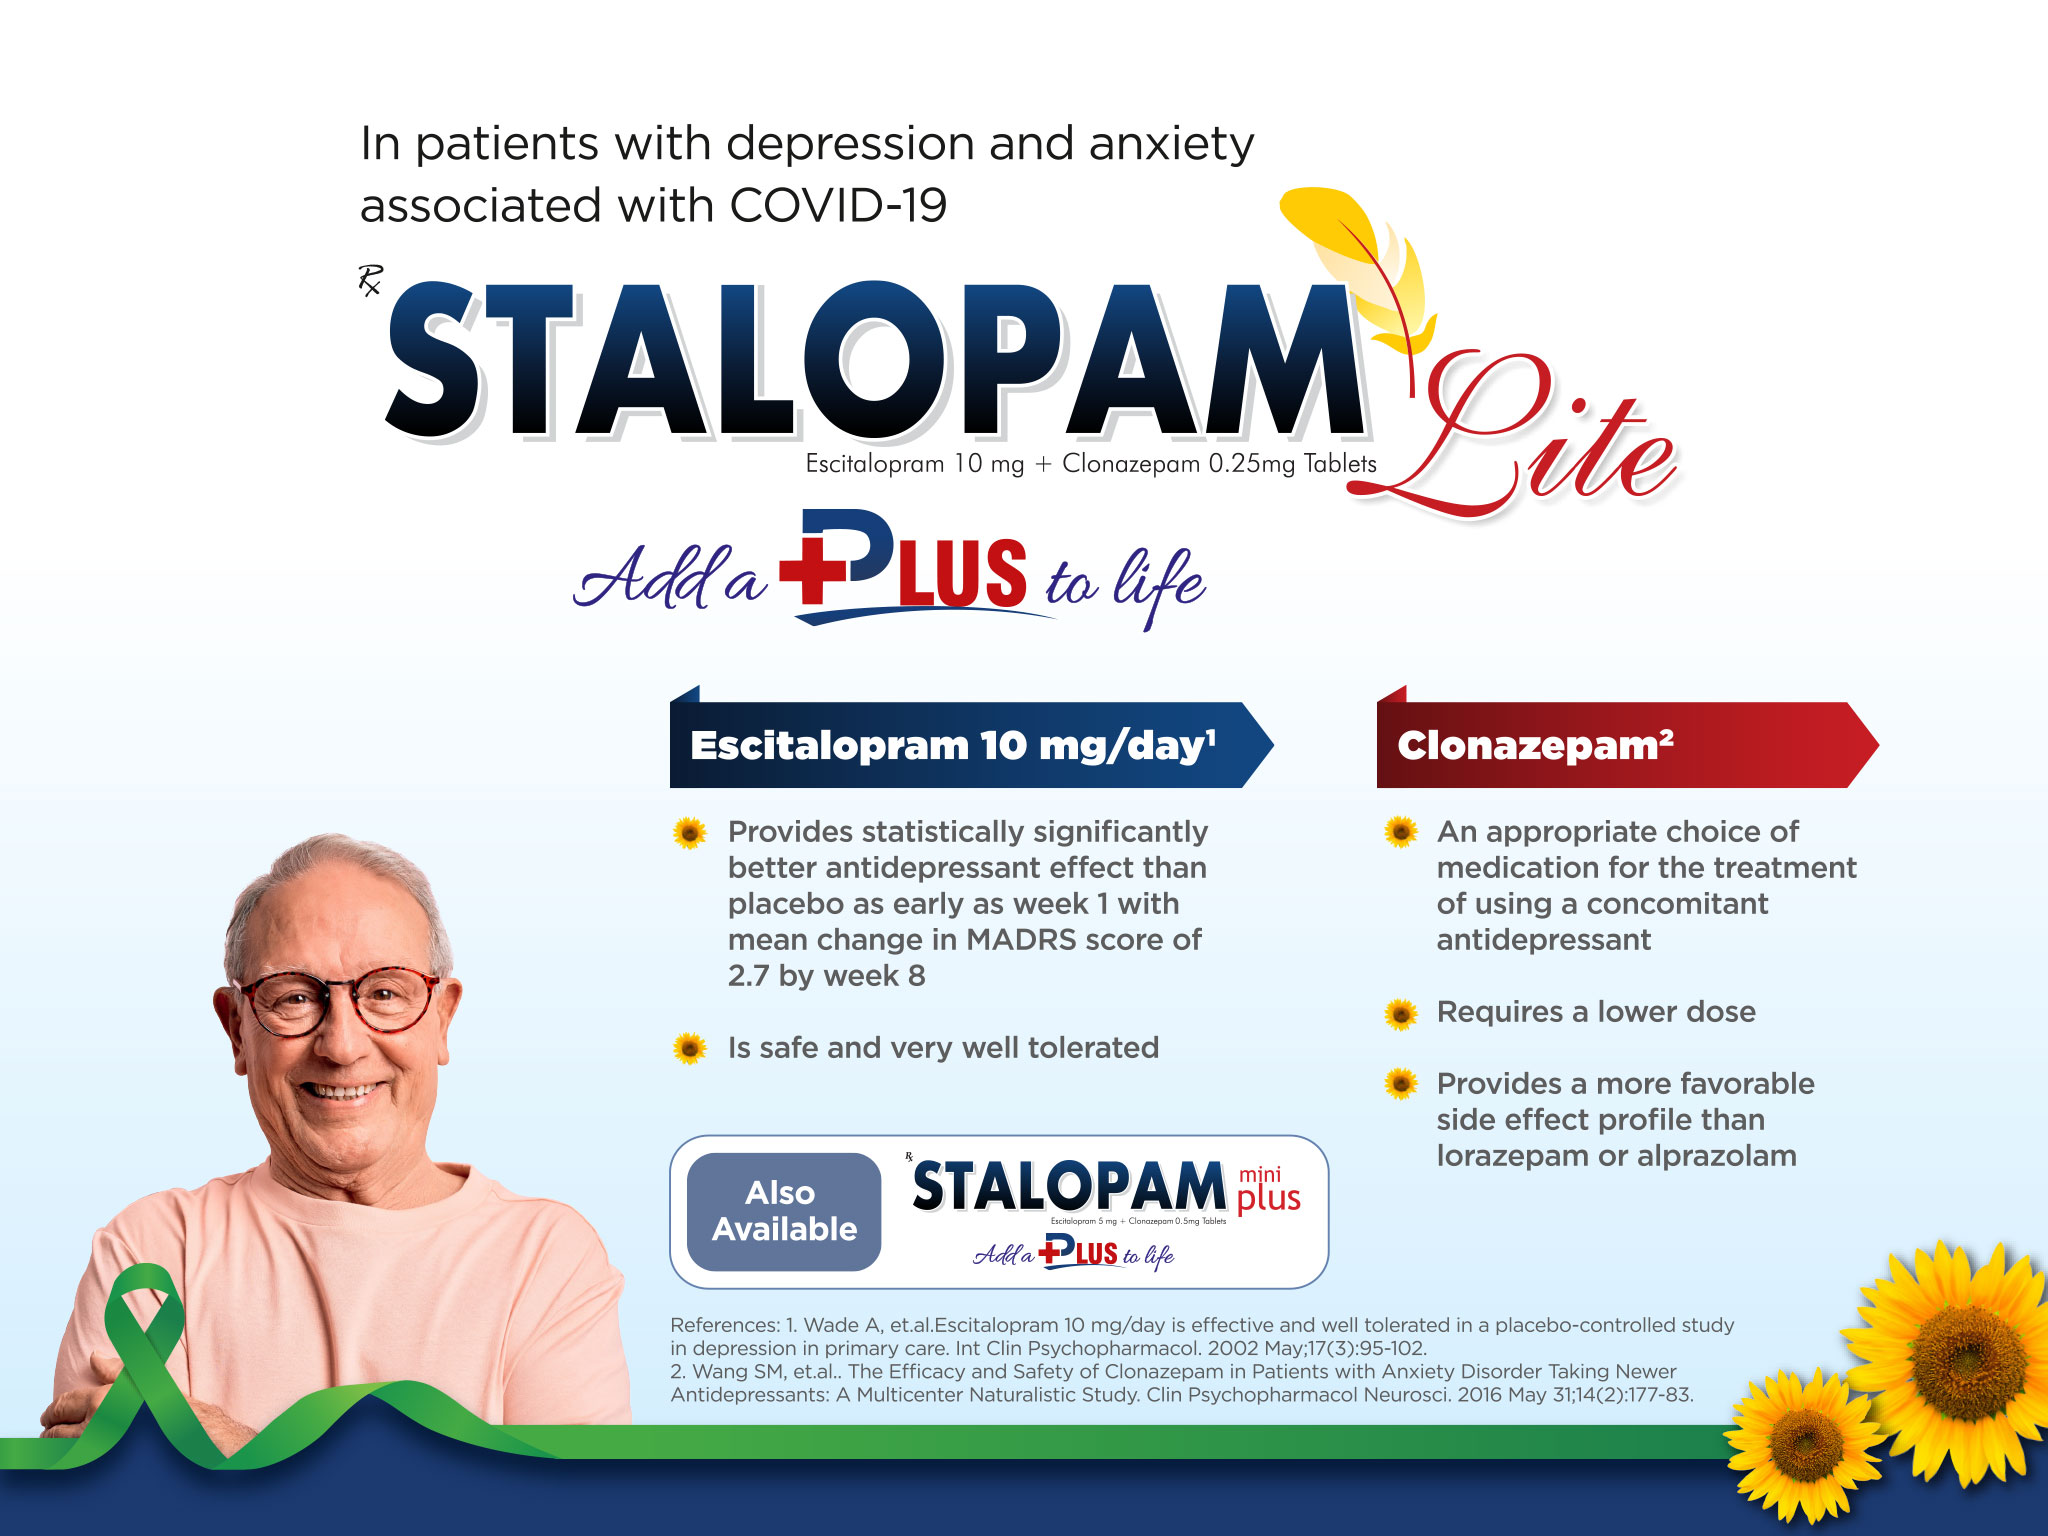 In patients with depression and anxiety
associated with COVID-19
Rx STALOPAM Lite
Escitalopram 10 mg + Clonazepam 0.25mg Tablets
Add a PLUS to life
Escitalopram 10 mg/day¹
Provides statistically significantly
better antidepressant effect than
placebo as early as week 1 with
mean change in MADRS score of
2.7 by week 8
Is safe and very well tolerated
Clonazepam²
An appropriate choice of
medication for the treatment
of using a concomitant
antidepressant
Requires a lower dose
Provides a more favorable
side effect profile than
lorazepam or alprazolam
Also
Available
Rx STALOPAM mini
plus
Escitalopram 5 mg + Clonazepam 0.5mg Tablets
Add a PLUS to life
References: 1. Wade A, et.al.Escitalopram 10 mg/day is effective and well tolerated in a placebo-controlled study
in depression in primary care. Int Clin Psychopharmacol. 2002 May;17(3):95-102.
2. Wang SM, et.al.. The Efficacy and Safety of Clonazepam in Patients with Anxiety Disorder Taking Newer
Antidepressants: A Multicenter Naturalistic Study. Clin Psychopharmacol Neurosci. 2016 May 31;14(2):177-83.